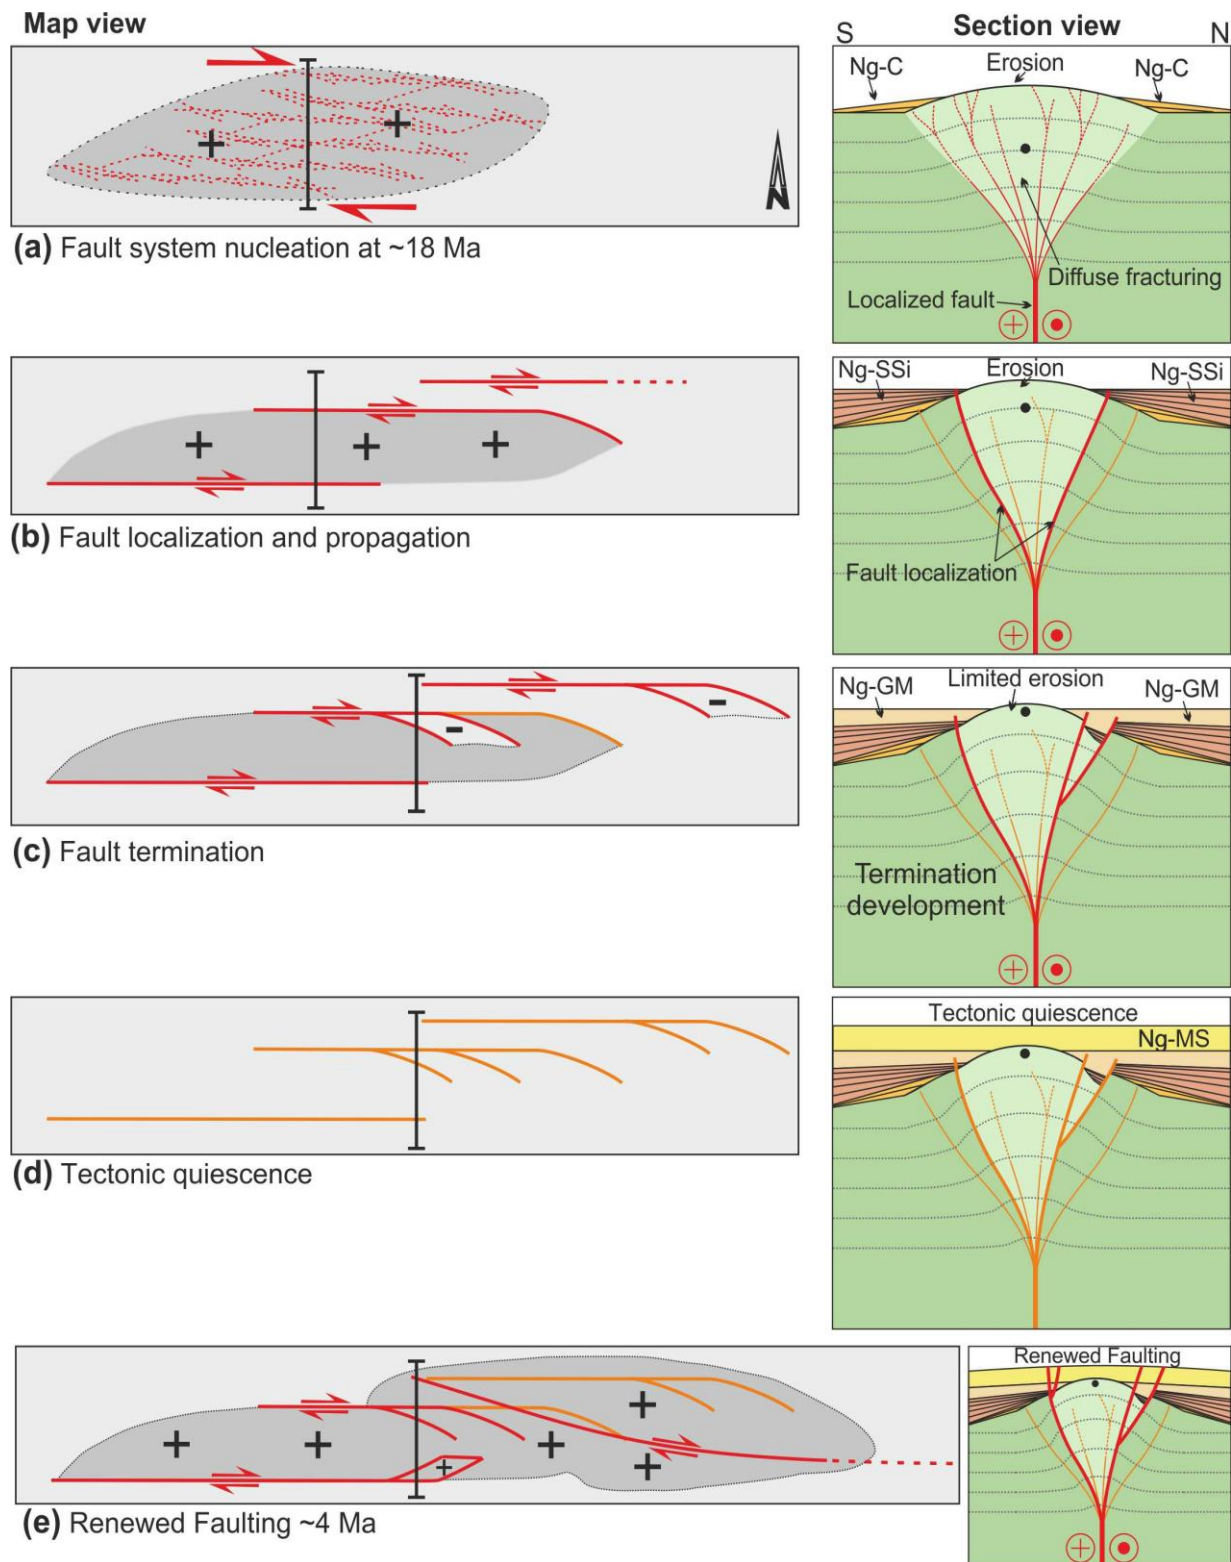 Map view
Section view
S
N
Ng-C
Erosion
Ng-C
N
Diffuse fracturing
Localized fault
(a) Fault system nucleation at ~18 Ma
Ng-SSi
Erosion
Ng-SSi
Fault localization
(b) Fault localization and propagation
Ng-GM
Limited erosion
Ng-GM
Termination
development
(c) Fault termination
Tectonic quiescence
Ng-MS
(d) Tectonic quiescence
Renewed Faulting
(e) Renewed Faulting ~4 Ma